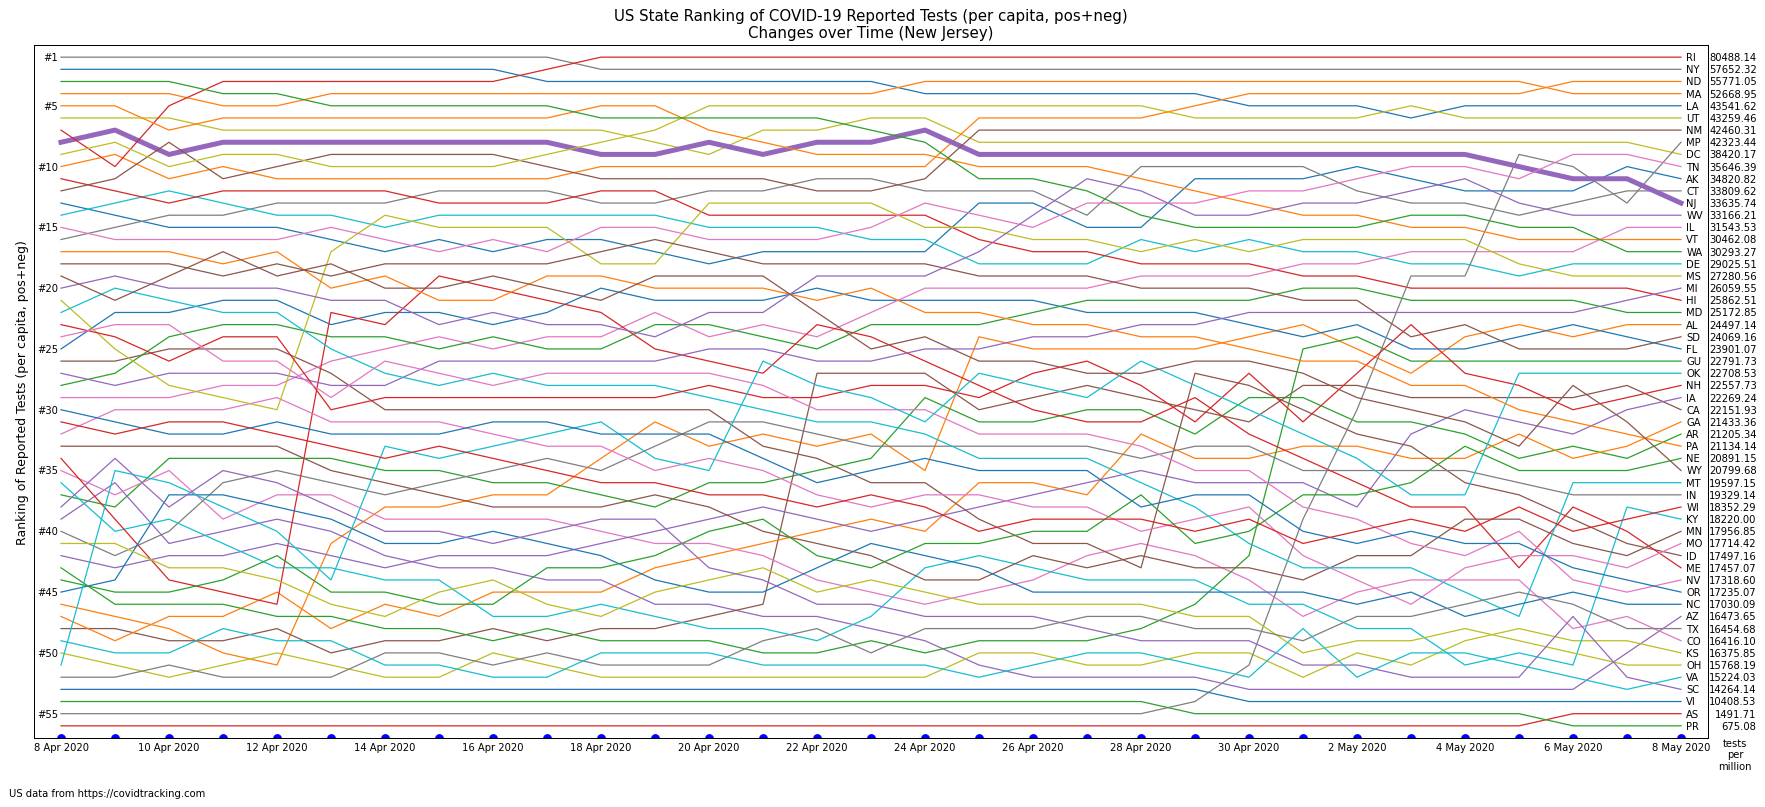 US State Ranking of COVID-19 Reported Tests (per capita, pos+neg)
Changes over Time (New Jersey)
Ranking of Reported Tests (per capita, pos+neg)
#1
#5
#10
#15
#20
#25
#30
#35
#40
#45
#50
#55
RI 80488.14
NY 57652.32
ND 55771.05
MA 52668.95
LA 43541.62
UT 43259.46
NM 42460.31
MP 42323.44
DC 38420.17
TN 35646.39
AK 34820.82
CT 33809.62
NJ 33635.74
WV 33166.21
IL 31543.53
VT 30462.08
WA 30293.27
DE 29025.51
MS 27280.56
MI 26059.55
HI 25862.51
MD 25172.85
AL 24497.14
SD 24069.16
FL 23901.07
GU 22791.73
OK 22708.53
NH 22557.73
IA 22269.24
CA 22151.93
GA 21433.36
AR 21205.34
PA 21134.14
NE 20891.15
WY 20799.68
MT 19597.15
IN 19329.14
WI 18352.29
KY 18220.00
MN 17956.85
MO 17714.42
ID 17497.16
ME 17457.07
NV 17318.60
OR 17235.07
NC 17030.09
AZ 16473.65
TX 16454.68
CO 16416.10
KS 16375.85
OH 15768.19
VA 15224.03
SC 14264.14
VI 10408.53
AS 1491.71
PR 675.08
8 Apr 2020 10 Apr 2020 12 Apr 2020 14 Apr 2020 16 Apr 2020 18 Apr 2020 20 Apr 2020 22 Apr 2020 24 Apr 2020 26 Apr 2020 28 Apr 2020 30 Apr 2020 2 May 2020 4 May 2020 6 May 2020 8 May 2020
tests
per
million
US data from https://covidtracking.com